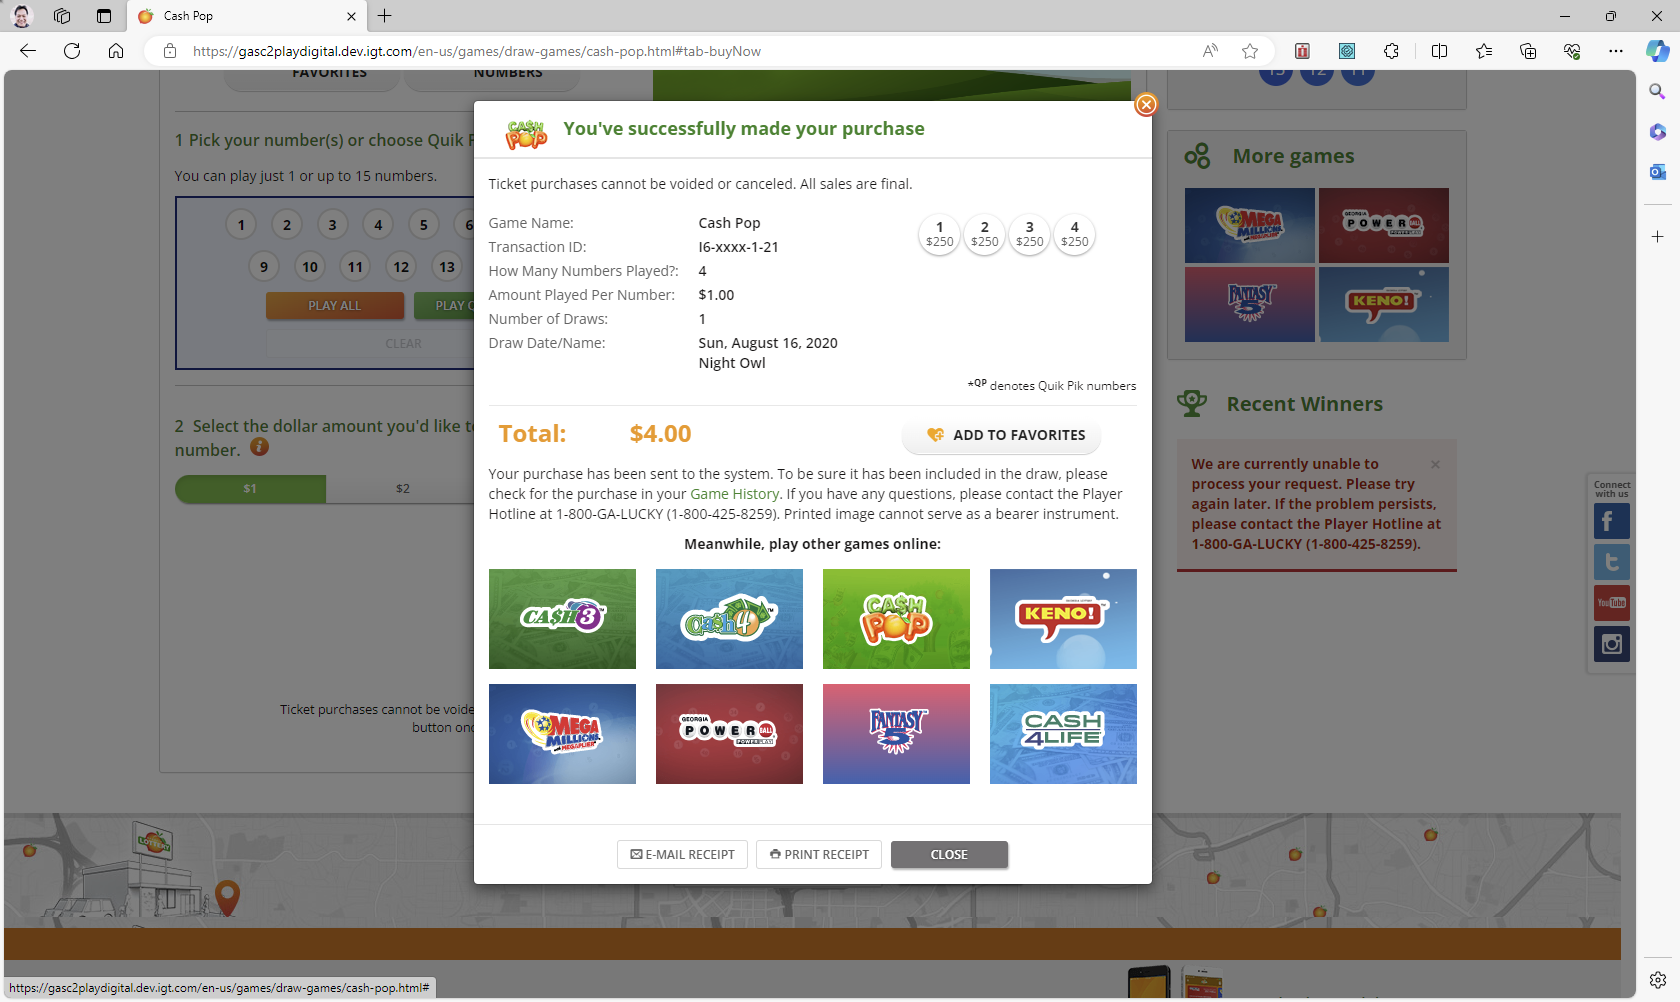 Cash Pop
https://gasc2playdigital.dev.igt.com/en-us/games/draw-games/cash-pop.html#tab-buyNow
FAVORITES
NUMBERS
1 Pick your number(s) or choose Quik
You can play just 1 or up to 15 numbers.
1 2 3 4 5 6
9 10 11 12 13
PLAY ALL
PLAY
CLEAR
2 Select the dollar amount you'd like
number.
$1
$2
Ticket purchases cannot be
button
CASH POP
You've successfully made your purchase
Ticket purchases cannot be voided or canceled. All sales are final.
Game Name: Cash Pop
Transaction ID: I6-xxxx-1-21
How Many Numbers Played?: 4
Amount Played Per Number: $1.00
Number of Draws: 1
Draw Date/Name: Sun, August 16, 2020
Night Owl
1 2 3 4
$250 $250 $250 $250
*QP denotes Quik Pik numbers
Total: $4.00
ADD TO FAVORITES
Your purchase has been sent to the system. To be sure it has been included in the draw, please
check for the purchase in your Game History. If you have any questions, please contact the Player
Hotline at 1-800-GA-LUCKY (1-800-425-8259). Printed image cannot serve as a bearer instrument.
Meanwhile, play other games online:
CA$H 3
Cash 4
CASH POP
KENO!
MEGA MILLIONS
MEGAPLIER
GEORGIA
POWERBALL
POWER PLAY
FANTASY 5
CASH
4LIFE
E-MAIL RECEIPT
PRINT RECEIPT
CLOSE
12
More games
MEGA MILLIONS
MEGAPLIER
GEORGIA
POWERBALL
POWER PLAY
FANTASY 5
KENO!
Recent Winners
We are currently unable to
process your request. Please try
again later. If the problem persists,
please contact the Player Hotline at
1-800-GA-LUCKY (1-800-425-8259).
Connect
with us
YouTube
LOTTERY
https://gasc2playdigital.dev.igt.com/en-us/games/draw-games/cash-pop.html#